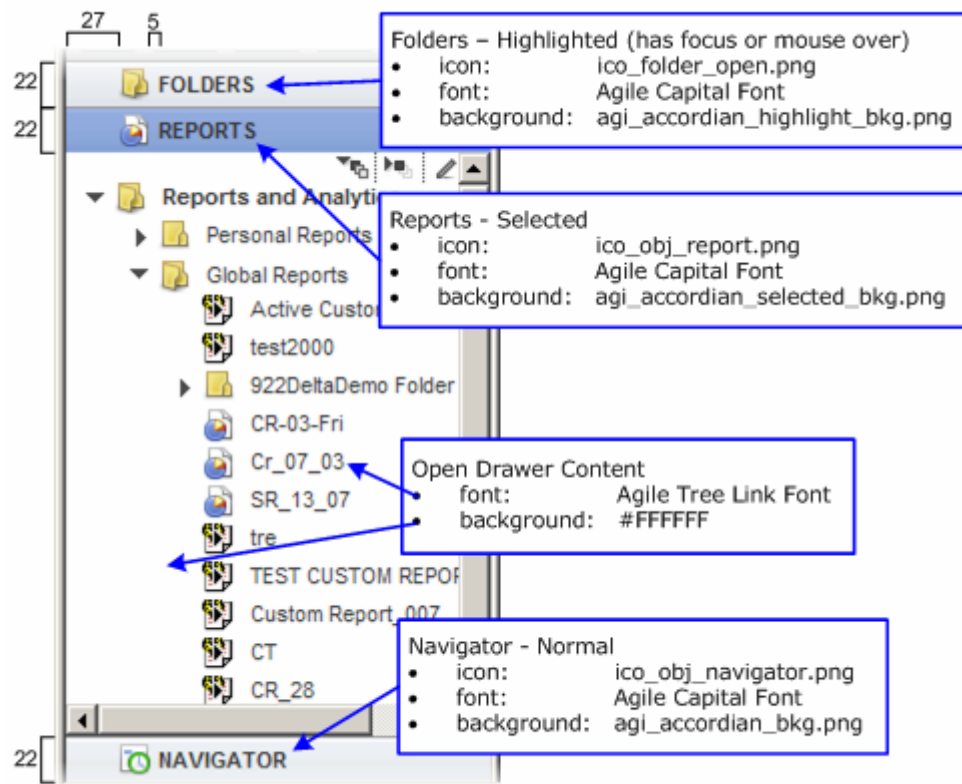 27 5
Folders – Highlighted (has focus or mouse over)
• icon: ico_folder_open.png
• font: Agile Capital Font
• background: agi_accordian_highlight_bkg.png
22 FOLDERS
22 REPORTS
Reports and Analyti
Personal Reports
Global Reports
Active Custo
test2000
922DeltaDemo Folder
CR-03-Fri
Cr_07_03
SR_13_07
tre
TEST CUSTOM REPOR
Custom Report_007
CT
CR_28
Reports - Selected
• icon: ico_obj_report.png
• font: Agile Capital Font
• background: agi_accordian_selected_bkg.png
Open Drawer Content
• font: Agile Tree Link Font
• background: #FFFFFF
Navigator - Normal
• icon: ico_obj_navigator.png
• font: Agile Capital Font
• background: agi_accordian_bkg.png
22 NAVIGATOR